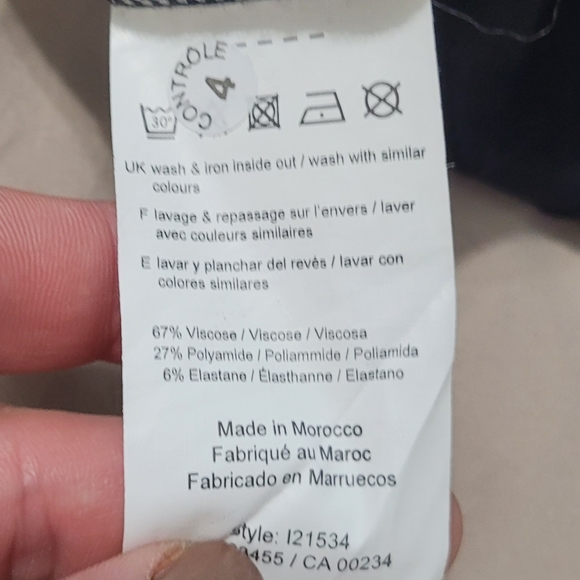 CONTROLE
4
30°
UK wash & iron inside out / wash with similar
colours
F lavage & repassage sur l'envers / laver
avec couleurs similaires
E lavar y planchar del revés / lavar con
colores similares
67% Viscose / Viscose / Viscosa
27% Polyamide / Poliammide / Poliamida
6% Elastane / Élasthanne / Elastano
Made in Morocco
Fabriqué au Maroc
Fabricado en Marruecos
Style: I21534
455 / CA 00234